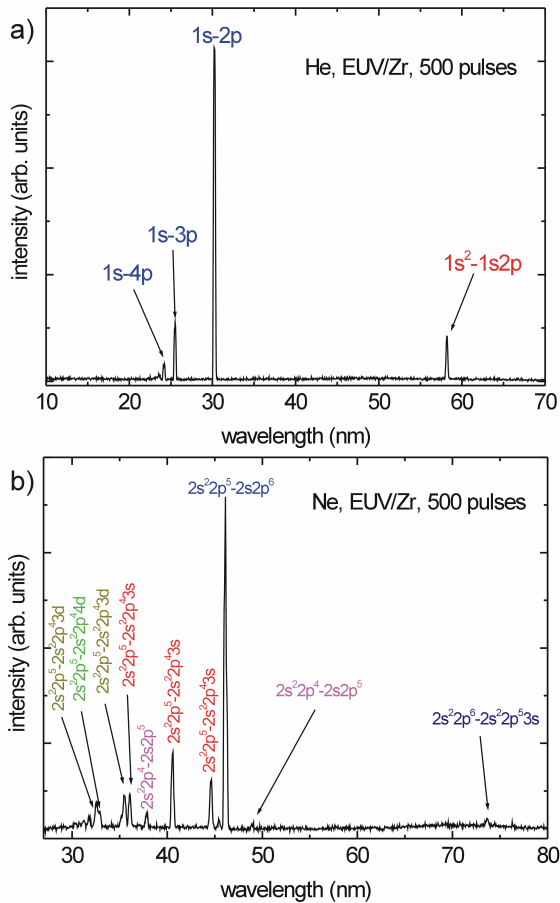 a)
1s-2p
He, EUV/Zr, 500 pulses
1s-3p
1s-4p
1s²-1s2p
intensity (arb. units)
10 20 30 40 50 60 70
wavelength (nm)
b)
2s²2p⁵-2s2p⁶
Ne, EUV/Zr, 500 pulses
2s²2p⁵-2s²2p⁴3d
2s²2p⁵-2s²2p⁴4d
2s²2p⁵-2s²2p⁴3d
2s²2p⁵-2s²2p⁴3s
2s²2p⁴-2s2p⁵
2s²2p⁵-2s²2p⁴3s
2s²2p⁵-2s²2p⁴3s
2s²2p⁴-2s2p⁵
2s²2p⁶-2s²2p⁵3s
intensity (arb. units)
30 40 50 60 70 80
wavelength (nm)